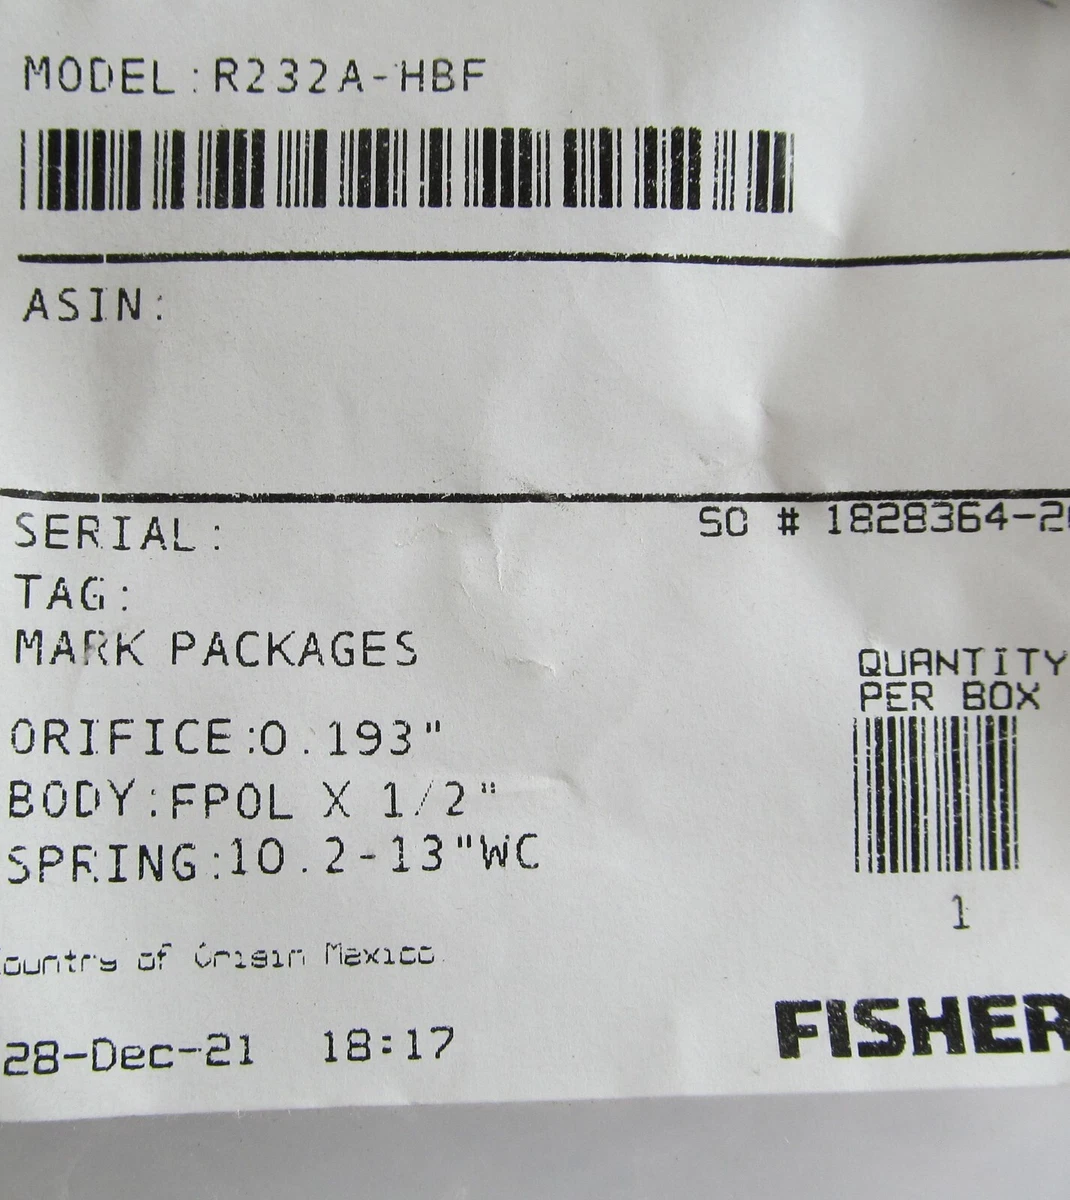 MODEL:R232A-HBF
ASIN:
SERIAL:
SO # 1828364-2
TAG:
MARK PACKAGES
QUANTITY
PER BOX
ORIFICE:0.193"
BODY:FPOL X 1/2"
SPRING:10.2-13"WC
1
Country of Origin Mexico.
28-Dec-21 18:17
FISHER